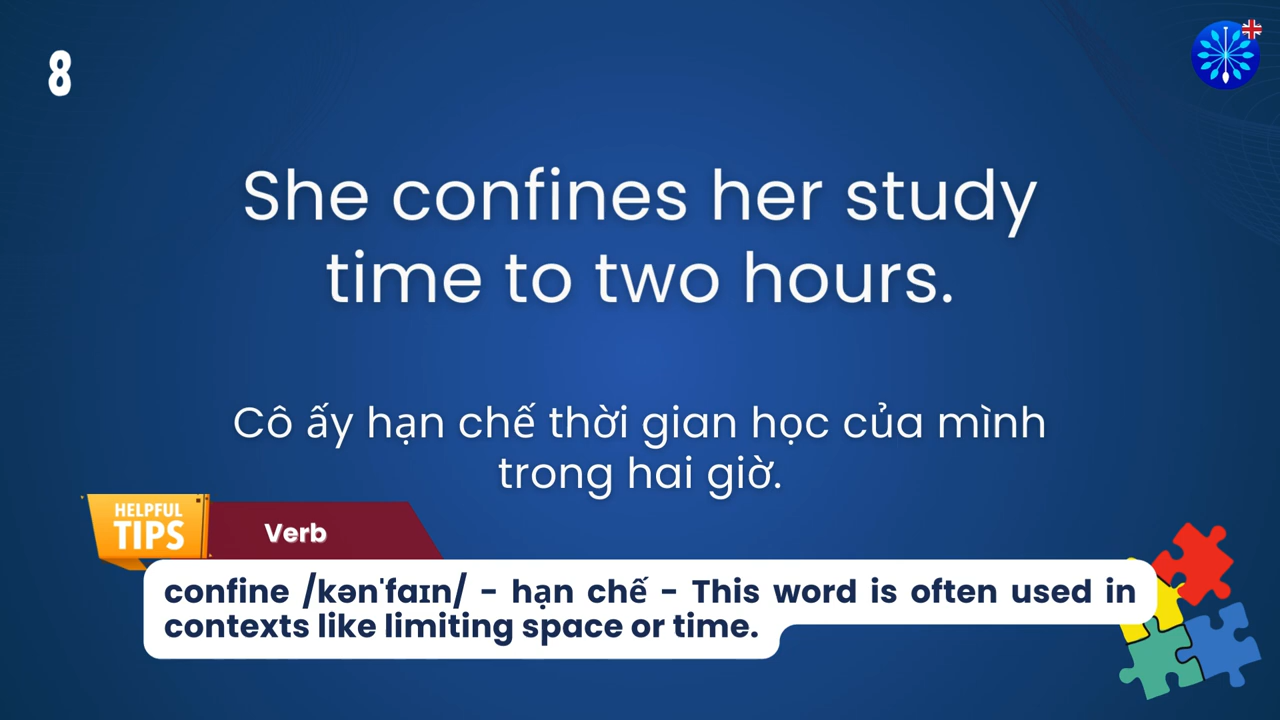 8
She confines her study
time to two hours.
Cô ấy hạn chế thời gian học của mình
trong hai giờ.
HELPFUL
TIPS
Verb
confine /kənˈfaɪn/ - hạn chế - This word is often used in
contexts like limiting space or time.